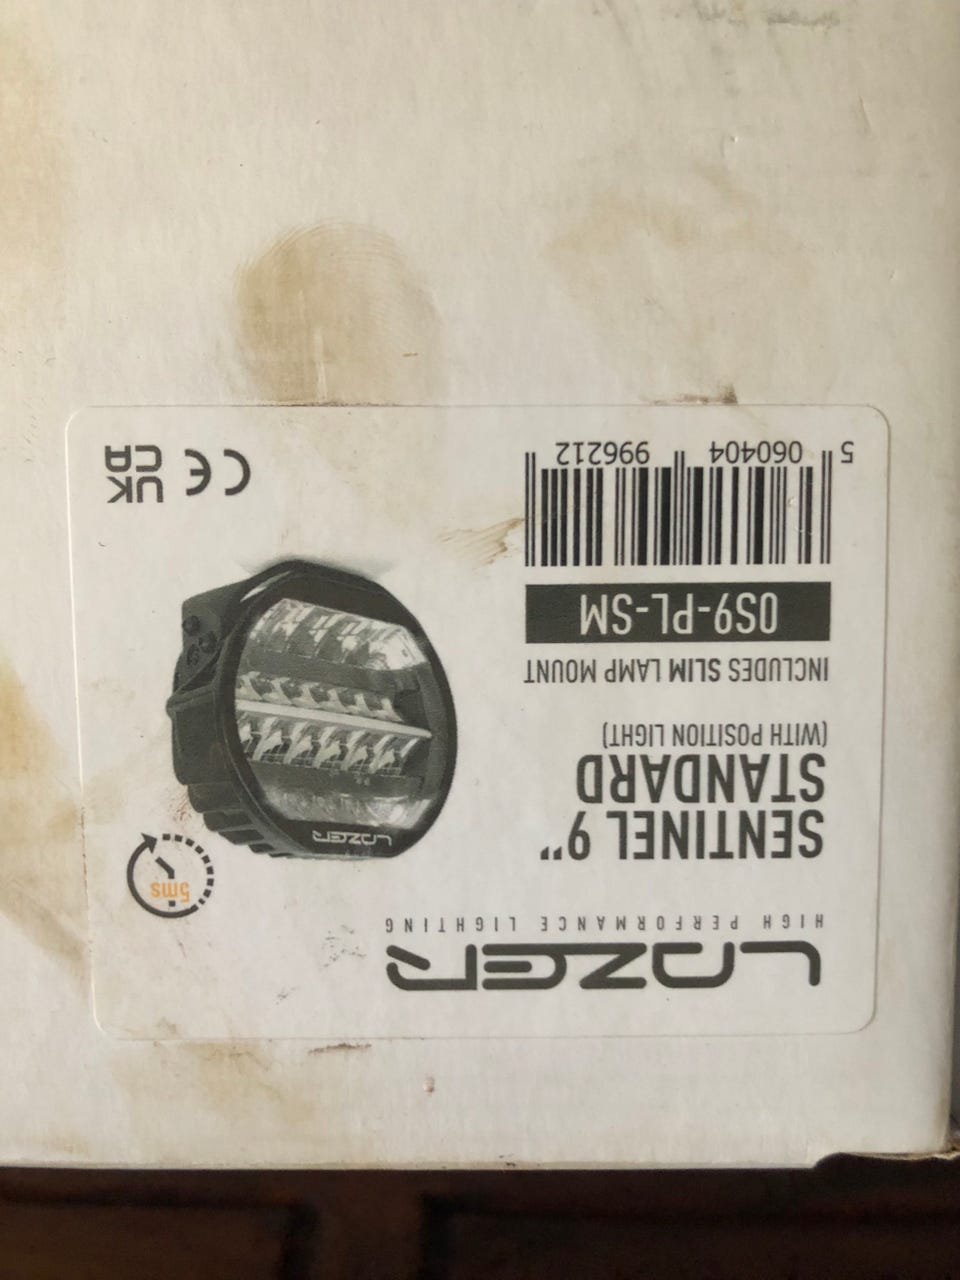 LAZER
HIGH PERFORMANCE LIGHTING
SENTINEL 9"
STANDARD
(WITH POSITION LIGHT)
INCLUDES SLIM LAMP MOUNT
0S9-PL-SM
5 060404 996212
5ms
LAZER
CE
UK
CA